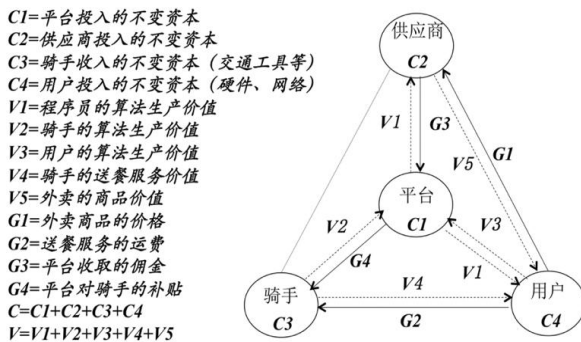 C1=平台投入的不变资本
C2=供应商投入的不变资本
C3=骑手收入的不变资本（交通工具等）
C4=用户投入的不变资本（硬件、网络）
V1=程序员的算法生产价值
V2=骑手的算法生产价值
V3=用户的算法生产价值
V4=骑手的送餐服务价值
V5=外卖的商品价值
G1=外卖商品的价格
G2=送餐服务的运费
G3=平台收取的佣金
G4=平台对骑手的补贴
C=C1+C2+C3+C4
V=V1+V2+V3+V4+V5
供应商
C2
V1
G3
V5
G1
平台
C1
V2
G4
V3
V1
骑手
C3
V4
G2
用户
C4